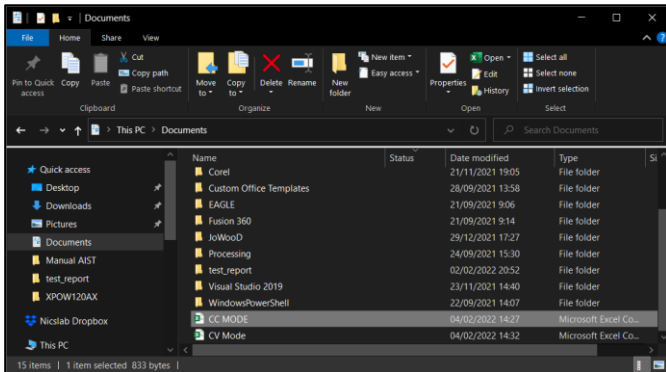 Documents
File Home Share View
Pin to Quick access
Copy
Paste
Cut
Copy path
Paste shortcut
Clipboard
Move to
Copy to
Delete
Rename
Organize
New folder
New item
Easy access
New
Properties
Open
Edit
History
Open
Select all
Select none
Invert selection
Select
This PC > Documents
Search Documents
Quick access
Desktop
Downloads
Pictures
Documents
Manual AIST
test_report
XPOW120AX
Nicslab Dropbox
This PC
Name Status Date modified Type Si
Corel 21/11/2021 19:05 File folder
Custom Office Templates 28/09/2021 13:58 File folder
EAGLE 21/09/2021 9:06 File folder
Fusion 360 21/09/2021 9:14 File folder
JoWooD 29/12/2021 17:27 File folder
Processing 24/09/2021 15:30 File folder
test_report 02/02/2022 20:52 File folder
Visual Studio 2019 23/11/2021 14:40 File folder
WindowsPowerShell 22/09/2021 14:07 File folder
CC MODE 04/02/2022 14:27 Microsoft Excel Co...
CV Mode 04/02/2022 14:32 Microsoft Excel Co...
15 items | 1 item selected 833 bytes |